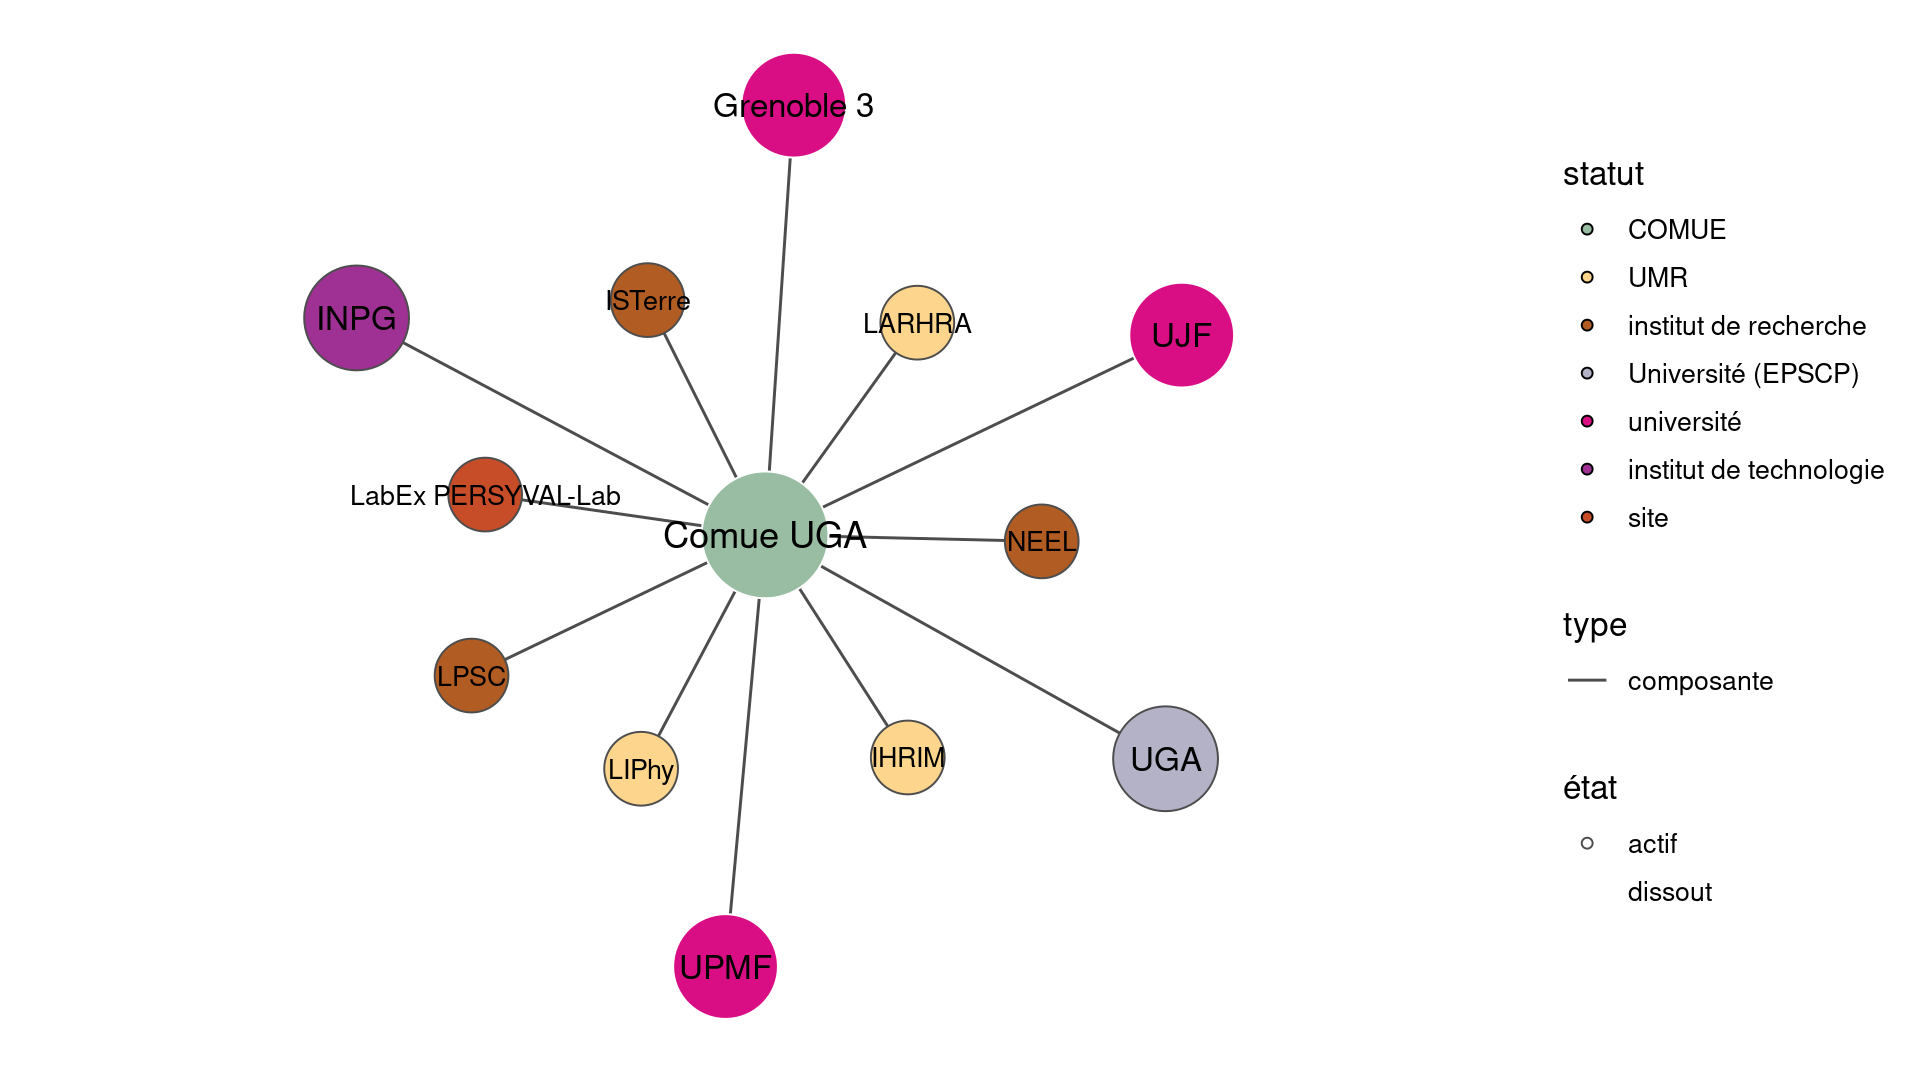 Grenoble 3
INPG
ISTerre
LARHRA
UJF
LabEx PERSYVAL-Lab
Comue UGA
NEEL
LPSC
LIPhy
IHRIM
UGA
UPMF
statut
COMUE
UMR
institut de recherche
Université (EPSCP)
université
institut de technologie
site
type
composante
état
actif
dissout